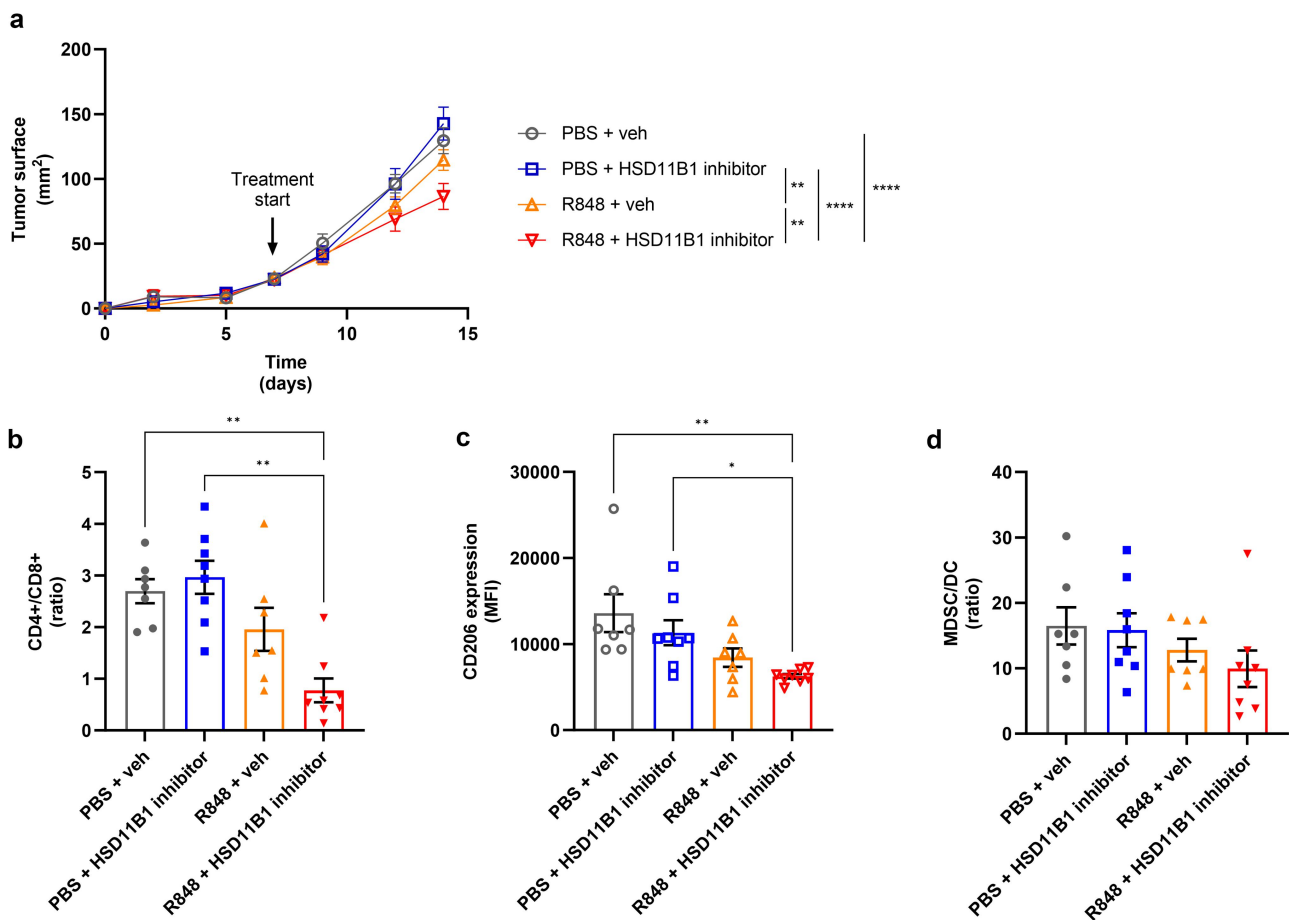 a
Tumor surface
(mm²)
200
150
100
50
0
0
5
10
15
Time
(days)
Treatment
start
PBS + veh
PBS + HSD11B1 inhibitor
R848 + veh
R848 + HSD11B1 inhibitor
**
**
****
****
b
CD4+/CD8+
(ratio)
5
4
3
2
1
0
**
**
PBS + veh
PBS + HSD11B1 inhibitor
R848 + veh
R848 + HSD11B1 inhibitor
c
CD206 expression
(MFI)
30000
20000
10000
0
**
*
PBS + veh
PBS + HSD11B1 inhibitor
R848 + veh
R848 + HSD11B1 inhibitor
d
MDSC/DC
(ratio)
40
30
20
10
0
PBS + veh
PBS + HSD11B1 inhibitor
R848 + veh
R848 + HSD11B1 inhibitor